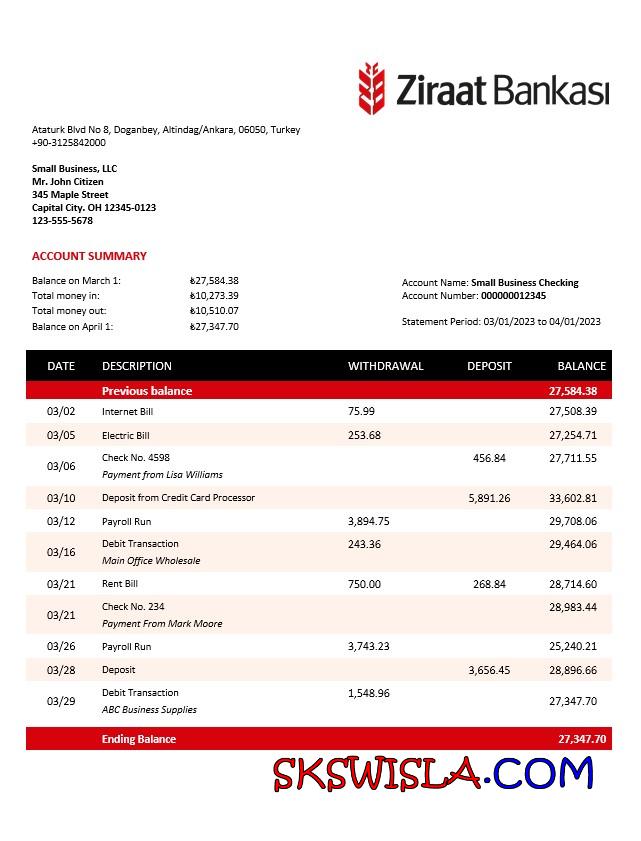 Ziraat Bankası
Ataturk Blvd No 8, Doganbey, Altindag/Ankara, 06050, Turkey
+90-3125842000
Small Business, LLC
Mr. John Citizen
345 Maple Street
Capital City. OH 12345-0123
123-555-5678
ACCOUNT SUMMARY
Balance on March 1: ₺27,584.38
Total money in: ₺10,273.39
Total money out: ₺10,510.07
Balance on April 1: ₺27,347.70
Account Name: Small Business Checking
Account Number: 000000012345
Statement Period: 03/01/2023 to 04/01/2023
DATE DESCRIPTION WITHDRAWAL DEPOSIT BALANCE
Previous balance 27,584.38
03/02 Internet Bill 75.99 27,508.39
03/05 Electric Bill 253.68 27,254.71
03/06 Check No. 4598 456.84 27,711.55
Payment from Lisa Williams
03/10 Deposit from Credit Card Processor 5,891.26 33,602.81
03/12 Payroll Run 3,894.75 29,708.06
03/16 Debit Transaction 243.36 29,464.06
Main Office Wholesale
03/21 Rent Bill 750.00 268.84 28,714.60
03/21 Check No. 234 28,983.44
Payment From Mark Moore
03/26 Payroll Run 3,743.23 25,240.21
03/28 Deposit 3,656.45 28,896.66
03/29 Debit Transaction 1,548.96 27,347.70
ABC Business Supplies
Ending Balance 27,347.70
SKSWISLA.COM